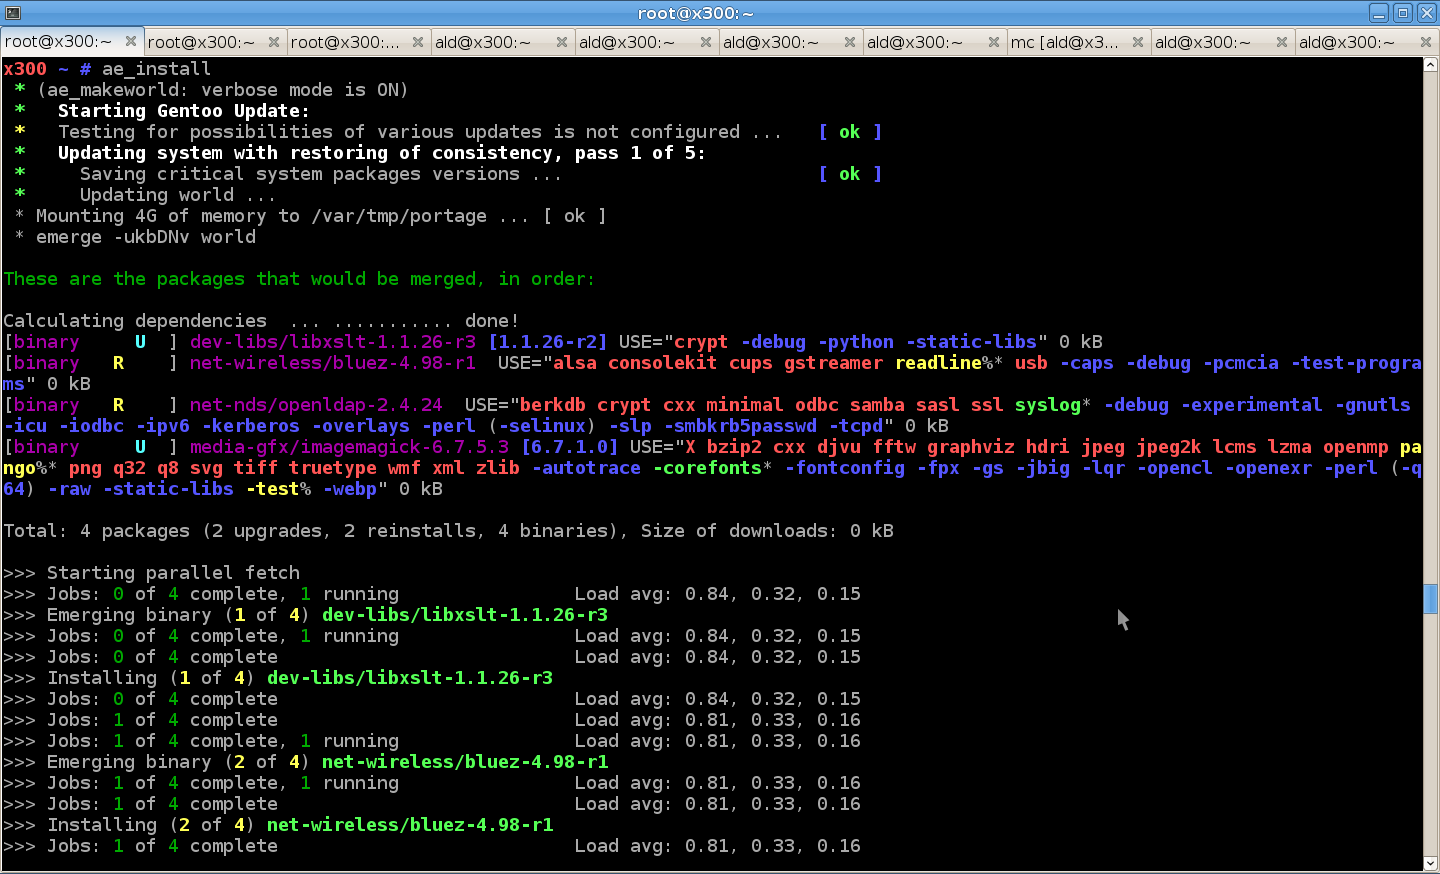 root@x300:~
root@x300:~ root@x300:~ root@x300:... ald@x300:~ ald@x300:~ ald@x300:~ ald@x300:~ mc [ald@x3... ald@x300:~ ald@x300:~
x300 ~ # ae_install
 * (ae_makeworld: verbose mode is ON)
 *   Starting Gentoo Update:
 *   Testing for possibilities of various updates is not configured ...   [ ok ]
 *   Updating system with restoring of consistency, pass 1 of 5:
 *     Saving critical system packages versions ...                       [ ok ]
 *     Updating world ...
 * Mounting 4G of memory to /var/tmp/portage ... [ ok ]
 * emerge -ukbDNv world
These are the packages that would be merged, in order:
Calculating dependencies  ... ........... done!
[binary     U  ] dev-libs/libxslt-1.1.26-r3 [1.1.26-r2] USE="crypt -debug -python -static-libs" 0 kB
[binary   R    ] net-wireless/bluez-4.98-r1  USE="alsa consolekit cups gstreamer readline%* usb -caps -debug -pcmcia -test-progra
ms" 0 kB
[binary   R    ] net-nds/openldap-2.4.24  USE="berkdb crypt cxx minimal odbc samba sasl ssl syslog* -debug -experimental -gnutls
-icu -iodbc -ipv6 -kerberos -overlays -perl (-selinux) -slp -smbkrb5passwd -tcpd" 0 kB
[binary     U  ] media-gfx/imagemagick-6.7.5.3 [6.7.1.0] USE="X bzip2 cxx djvu fftw graphviz hdri jpeg jpeg2k lcms lzma openmp pa
ngo%* png q32 q8 svg tiff truetype wmf xml zlib -autotrace -corefonts* -fontconfig -fpx -gs -jbig -lqr -opencl -openexr -perl (-q
64) -raw -static-libs -test% -webp" 0 kB
Total: 4 packages (2 upgrades, 2 reinstalls, 4 binaries), Size of downloads: 0 kB
>>> Starting parallel fetch
>>> Jobs: 0 of 4 complete, 1 running                Load avg: 0.84, 0.32, 0.15
>>> Emerging binary (1 of 4) dev-libs/libxslt-1.1.26-r3
>>> Jobs: 0 of 4 complete, 1 running                Load avg: 0.84, 0.32, 0.15
>>> Jobs: 0 of 4 complete                           Load avg: 0.84, 0.32, 0.15
>>> Installing (1 of 4) dev-libs/libxslt-1.1.26-r3
>>> Jobs: 0 of 4 complete                           Load avg: 0.84, 0.32, 0.15
>>> Jobs: 1 of 4 complete                           Load avg: 0.81, 0.33, 0.16
>>> Jobs: 1 of 4 complete, 1 running                Load avg: 0.81, 0.33, 0.16
>>> Emerging binary (2 of 4) net-wireless/bluez-4.98-r1
>>> Jobs: 1 of 4 complete, 1 running                Load avg: 0.81, 0.33, 0.16
>>> Jobs: 1 of 4 complete                           Load avg: 0.81, 0.33, 0.16
>>> Installing (2 of 4) net-wireless/bluez-4.98-r1
>>> Jobs: 1 of 4 complete                           Load avg: 0.81, 0.33, 0.16